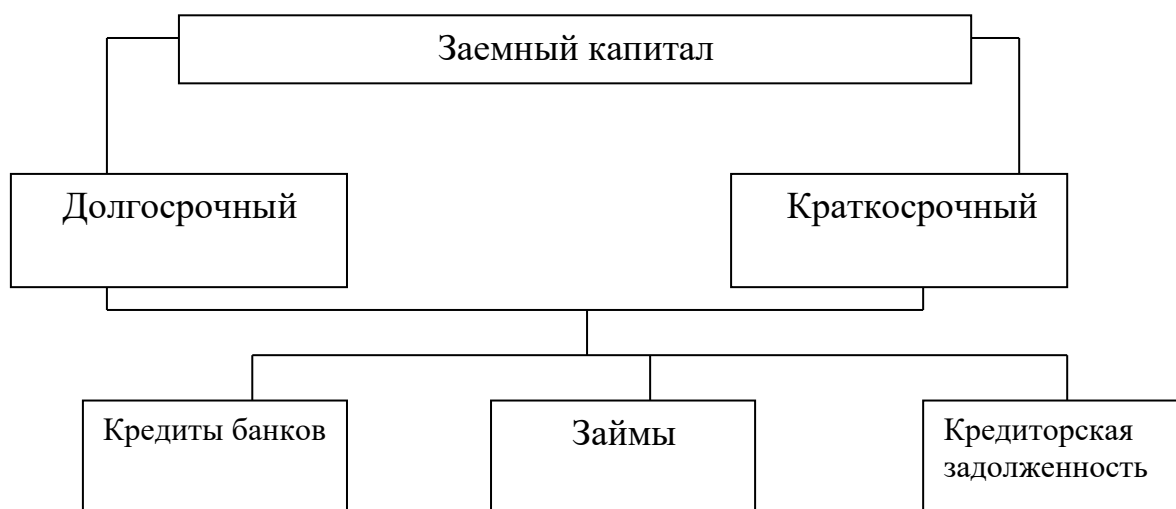 Заемный капитал
Долгосрочный
Краткосрочный
Кредиты банков
Займы
Кредиторская
задолженность